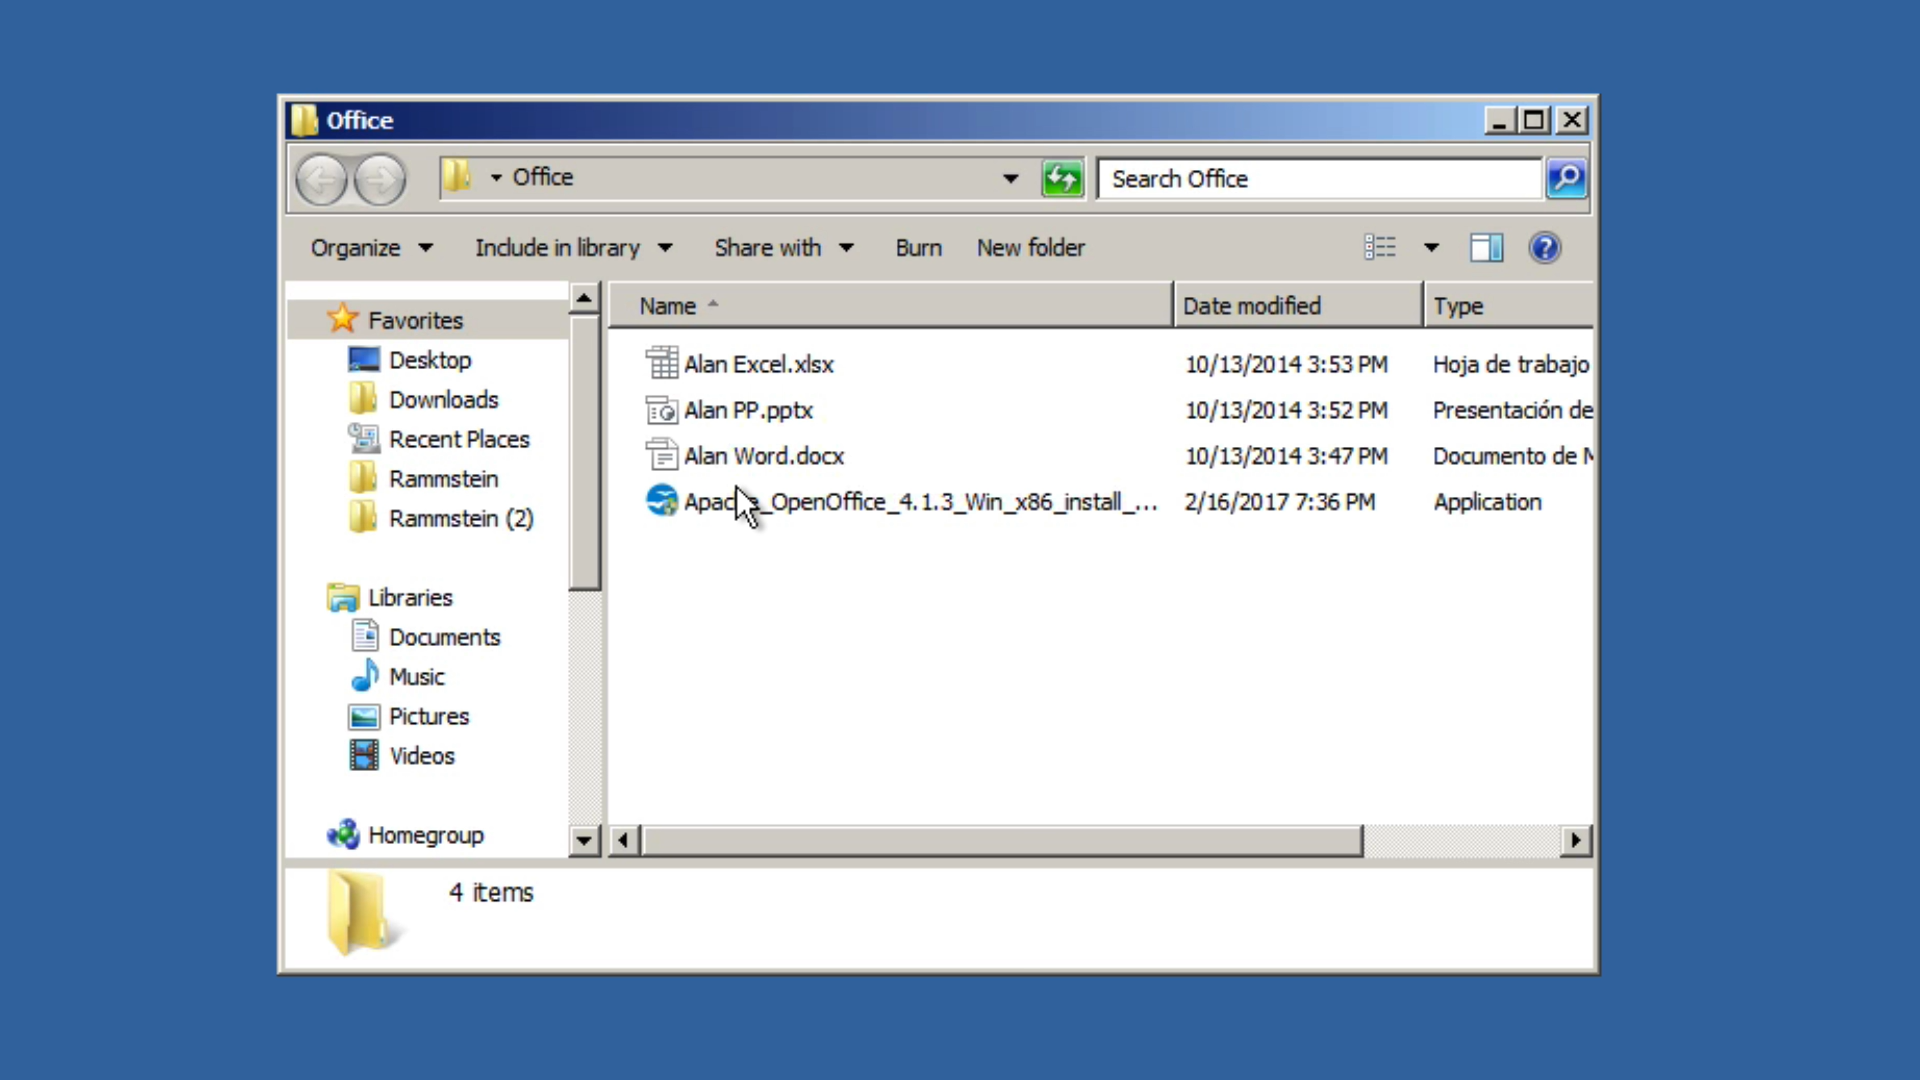 Office
Office
Search Office
Organize Include in library Share with Burn New folder
Favorites
Desktop
Downloads
Recent Places
Rammstein
Rammstein (2)
Libraries
Documents
Music
Pictures
Videos
Homegroup
Name Date modified Type
Alan Excel.xlsx 10/13/2014 3:53 PM Hoja de trabajo
Alan PP.pptx 10/13/2014 3:52 PM Presentación de
Alan Word.docx 10/13/2014 3:47 PM Documento de M
Apache_OpenOffice_4.1.3_Win_x86_install_... 2/16/2017 7:36 PM Application
4 items